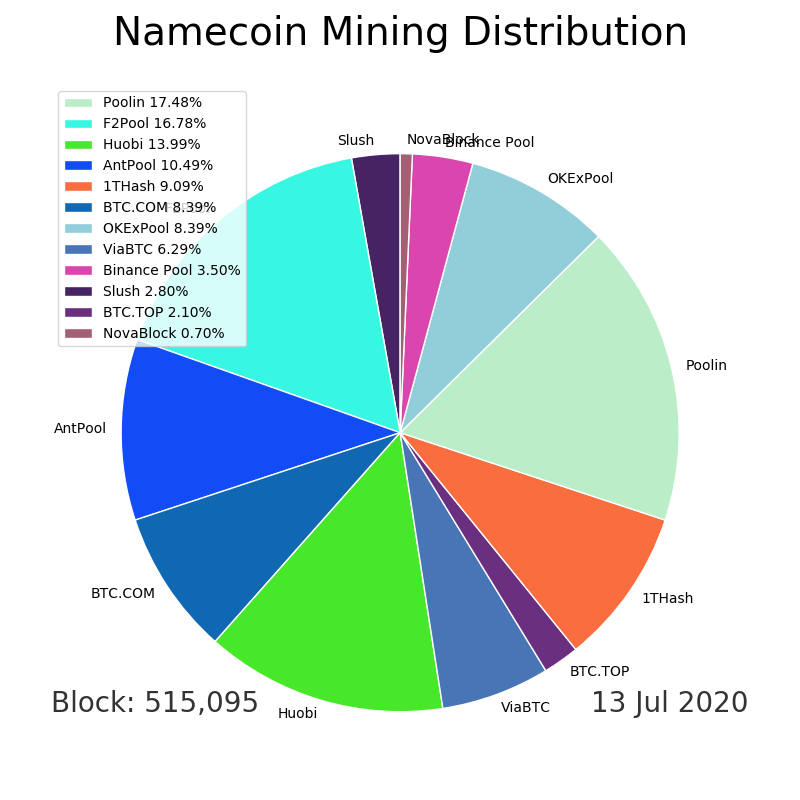 Namecoin Mining Distribution
Poolin 17.48%
F2Pool 16.78%
Huobi 13.99%
AntPool 10.49%
1THash 9.09%
BTC.COM 8.39%
OKExPool 8.39%
ViaBTC 6.29%
Binance Pool 3.50%
Slush 2.80%
BTC.TOP 2.10%
NovaBlock 0.70%
Slush
NovaBlock
Binance Pool
OKExPool
Poolin
AntPool
BTC.COM
1THash
BTC.TOP
ViaBTC
Huobi
Block: 515,095
13 Jul 2020